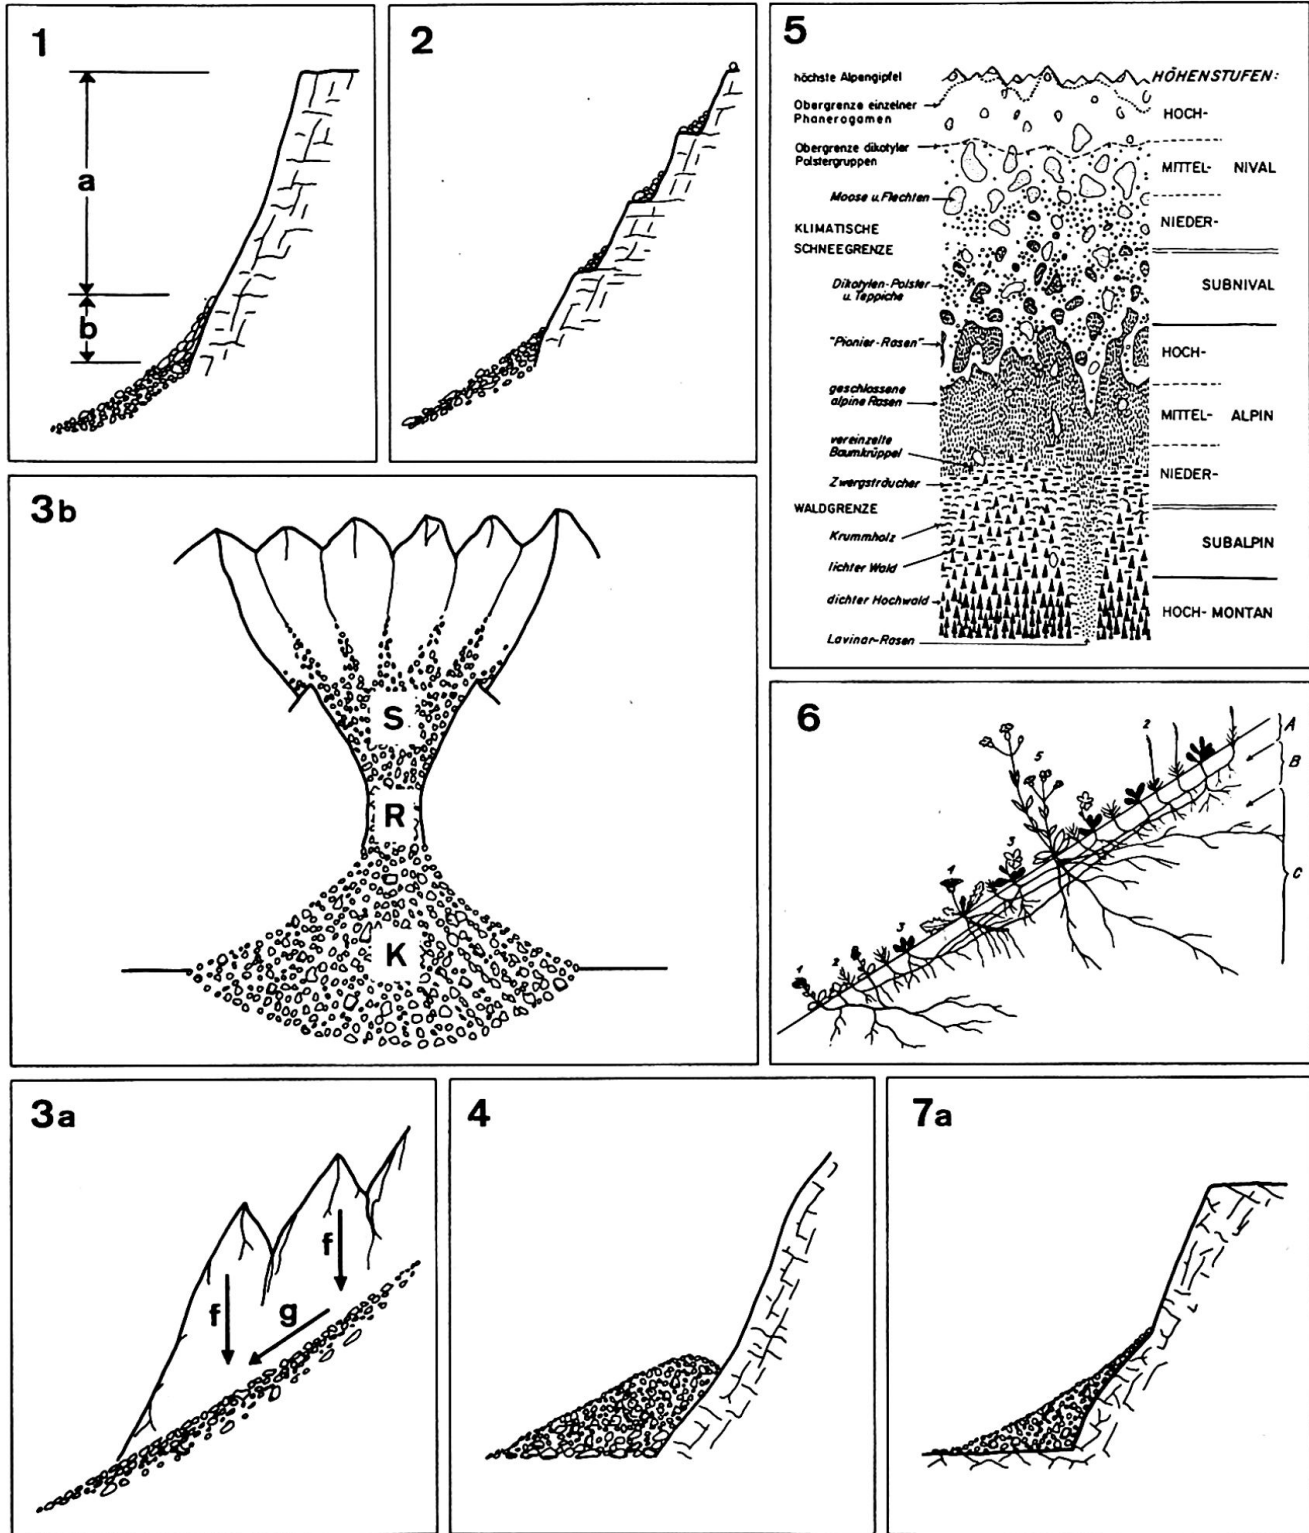 1
a
b
2
5
höchste Alpengipfel
HÖHENSTUFEN:
Obergrenze einzelner
Phanerogamen
HOCH-
Obergrenze dikotyler
Polstergruppen
MITTEL- NIVAL
Moose u. Flechten
NIEDER-
KLIMATISCHE
SCHNEEGRENZE
Dikotylen-Polster
u. Teppiche
SUBNIVAL
"Pionier-Rasen"
HOCH-
geschlossene
alpine Rasen
MITTEL- ALPIN
vereinzelte
Baumkrüppel
NIEDER-
Zwergsträucher
WALDGRENZE
Krummholz
SUBALPIN
lichter Wald
dichter Hochwald
HOCH- MONTAN
Lavinar-Rasen
3b
S
R
K
6
A
B
C
2
5
4
3
1
3
2
1
3a
f
f
g
4
7a